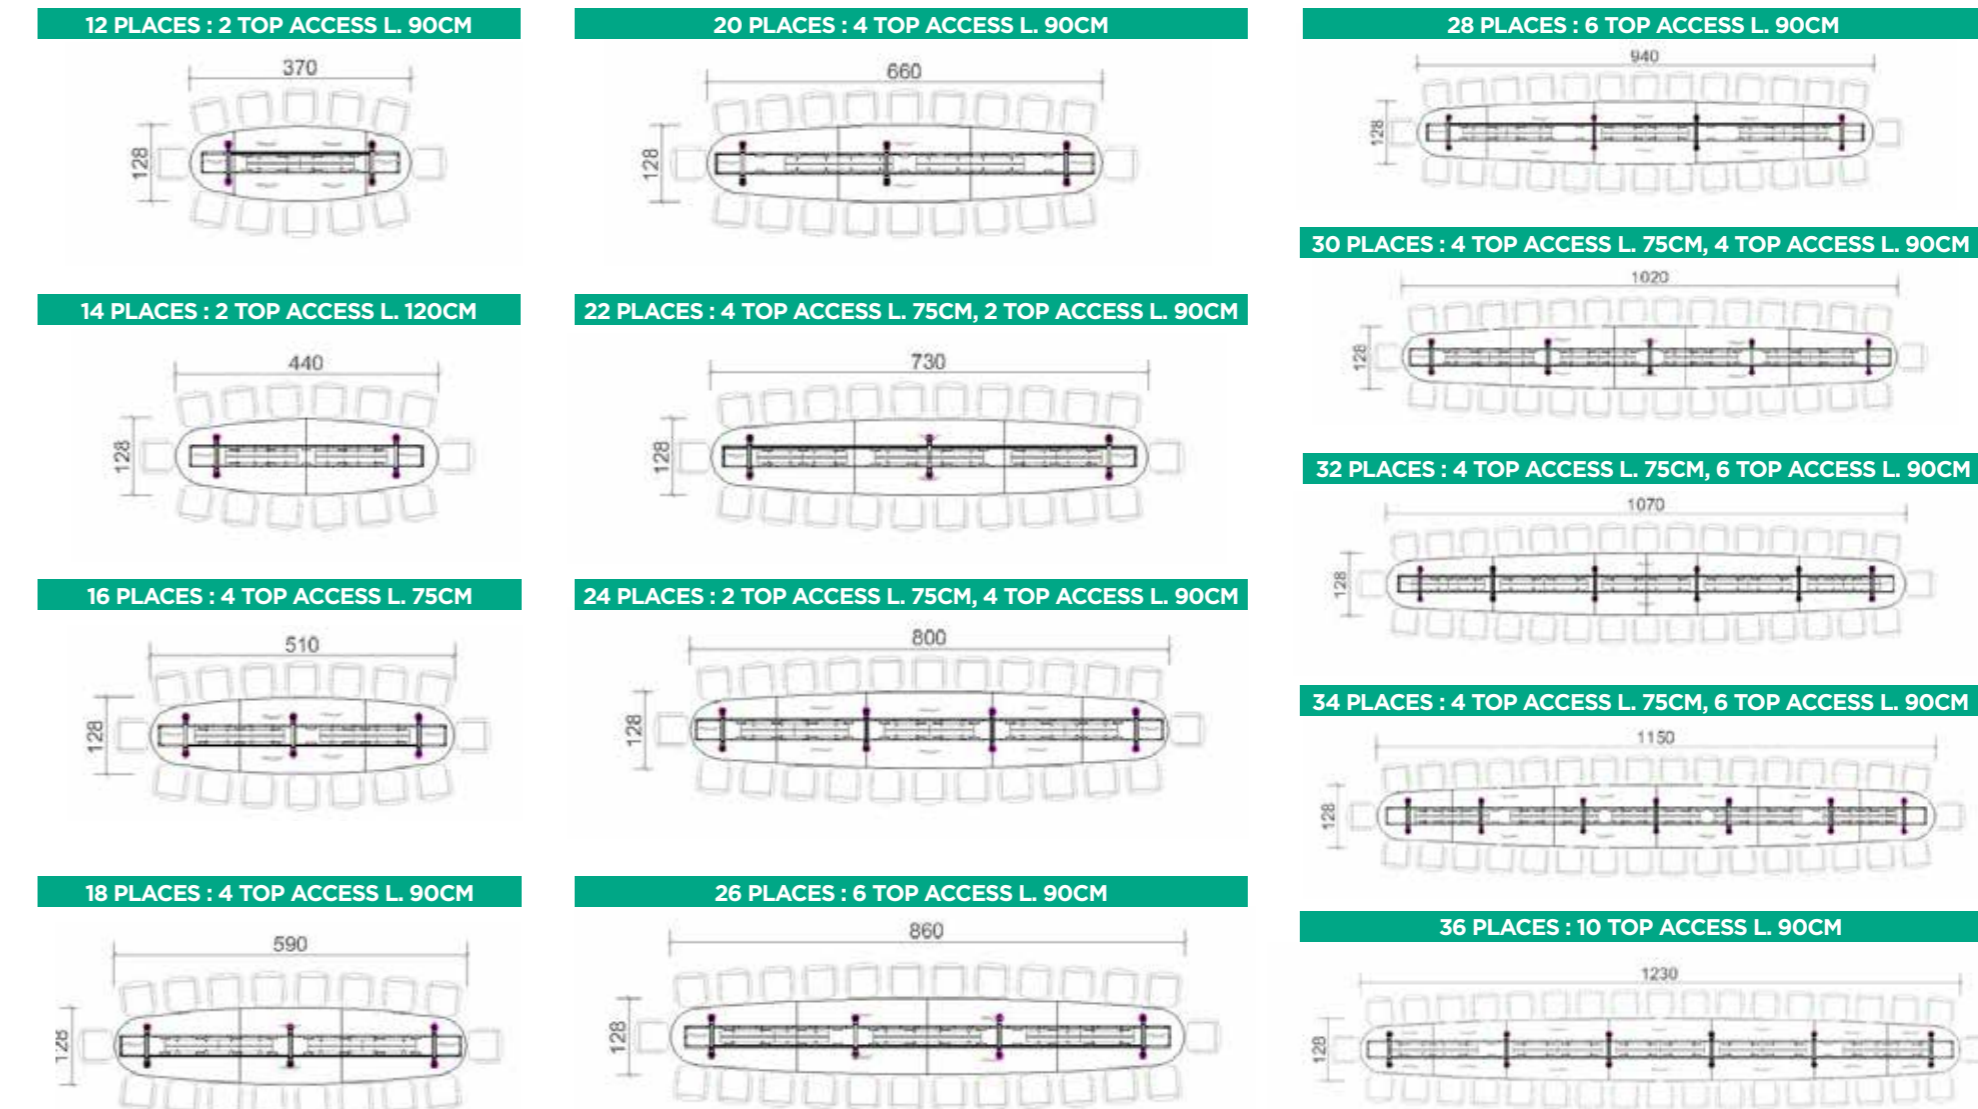 12 PLACES : 2 TOP ACCESS L. 90CM
370
128
14 PLACES : 2 TOP ACCESS L. 120CM
440
128
16 PLACES : 4 TOP ACCESS L. 75CM
510
128
18 PLACES : 4 TOP ACCESS L. 90CM
590
128
20 PLACES : 4 TOP ACCESS L. 90CM
660
128
22 PLACES : 4 TOP ACCESS L. 75CM, 2 TOP ACCESS L. 90CM
730
128
24 PLACES : 2 TOP ACCESS L. 75CM, 4 TOP ACCESS L. 90CM
800
128
26 PLACES : 6 TOP ACCESS L. 90CM
860
128
28 PLACES : 6 TOP ACCESS L. 90CM
940
128
30 PLACES : 4 TOP ACCESS L. 75CM, 4 TOP ACCESS L. 90CM
1020
128
32 PLACES : 4 TOP ACCESS L. 75CM, 6 TOP ACCESS L. 90CM
1070
128
34 PLACES : 4 TOP ACCESS L. 75CM, 6 TOP ACCESS L. 90CM
1150
128
36 PLACES : 10 TOP ACCESS L. 90CM
1230
128